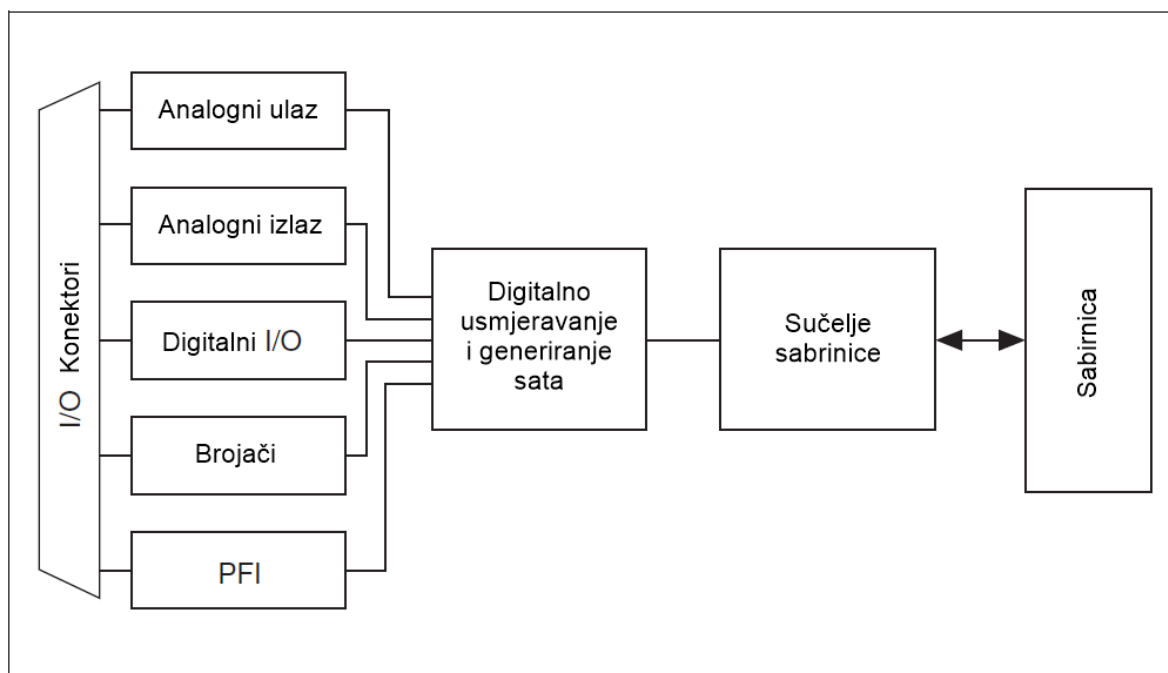 I/O Konektori
Analogni ulaz
Analogni izlaz
Digitalni I/O
Brojači
PFI
Digitalno
usmjeravanje
i generiranje
sata
Sučelje
sabrinice
Sabirnica